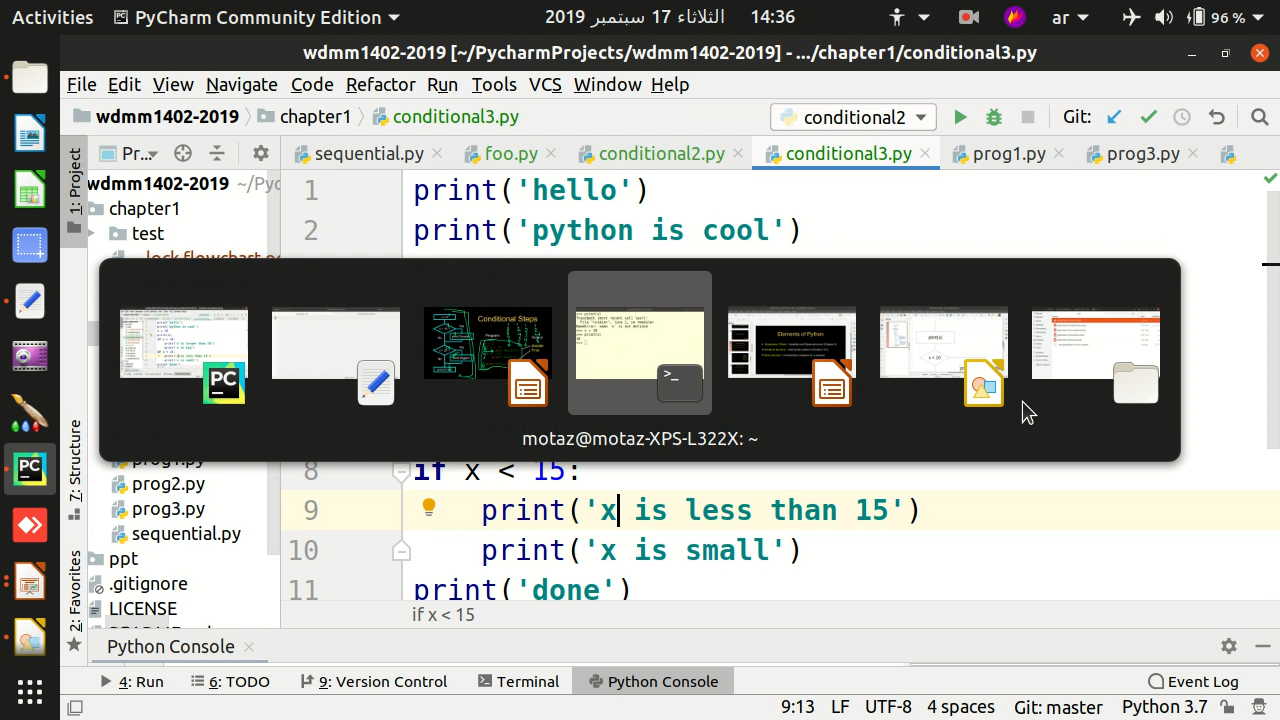 Activities PyCharm Community Edition الثلاثاء 17 سبتمبر 2019 14:36 ar 96 %
wdmm1402-2019 [~/PycharmProjects/wdmm1402-2019] - .../chapter1/conditional3.py
File Edit View Navigate Code Refactor Run Tools VCS Window Help
wdmm1402-2019 chapter1 conditional3.py conditional2 Git:
1: Project
Pr... sequential.py foo.py conditional2.py conditional3.py prog1.py prog3.py
wdmm1402-2019 ~/Pyc
chapter1
test
1 print('hello')
2 print('python is cool')
Conditional Steps
Elements of Python
PC
motaz@motaz-XPS-L322X: ~
7: Structure
2: Favorites
prog1.py
prog2.py
prog3.py
sequential.py
ppt
.gitignore
LICENSE
8 if x < 15:
9 print('x is less than 15')
10 print('x is small')
11 print('done')
if x < 15
Python Console
4: Run 6: TODO 9: Version Control Terminal Python Console Event Log
9:13 LF UTF-8 4 spaces Git: master Python 3.7